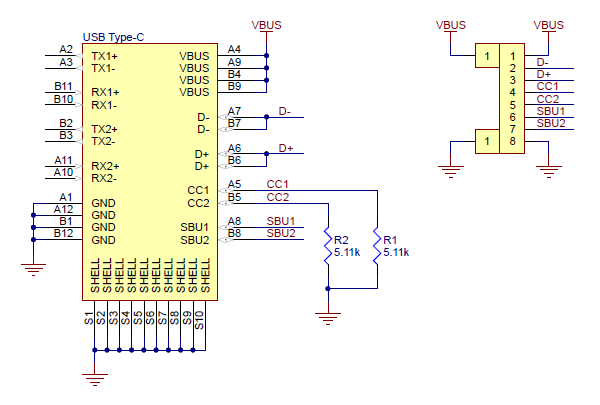 USB Type-C
VBUS
VBUS
VBUS
A2 TX1+ VBUS A4
A3 TX1- VBUS A9
VBUS B4
B11 RX1+ VBUS B9
B10 RX1-
A7 D-
B2 TX2+ D-
B3 TX2- D- B7
A6 D+
D+
A11 RX2+ D+ B6
A10 RX2-
CC1 A5 CC1
A1 GND CC2 B5 CC2
A12 GND
B1 GND SBU1 A8 SBU1
B12 GND SBU2 B8 SBU2
R2
5.11k
R1
5.11k
SHELL SHELL SHELL SHELL SHELL SHELL SHELL SHELL SHELL SHELL
S1 S2 S3 S4 S5 S6 S7 S8 S9 S10
1 1
2 D-
3 D+
4 CC1
5 CC2
6 SBU1
7 SBU2
1 8